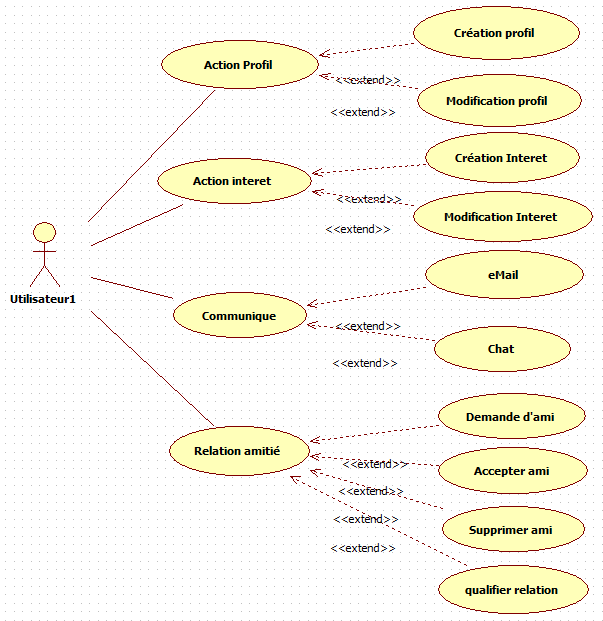 Création profil
Action Profil
<<extend>>
Modification profil
<<extend>>
Création Interet
Action interet
<<extend>>
Modification Interet
<<extend>>
Utilisateur1
eMail
Communique
<<extend>>
Chat
<<extend>>
Demande d'ami
Relation amitié
<<extend>>
Accepter ami
<<extend>>
<<extend>>
Supprimer ami
<<extend>>
qualifier relation